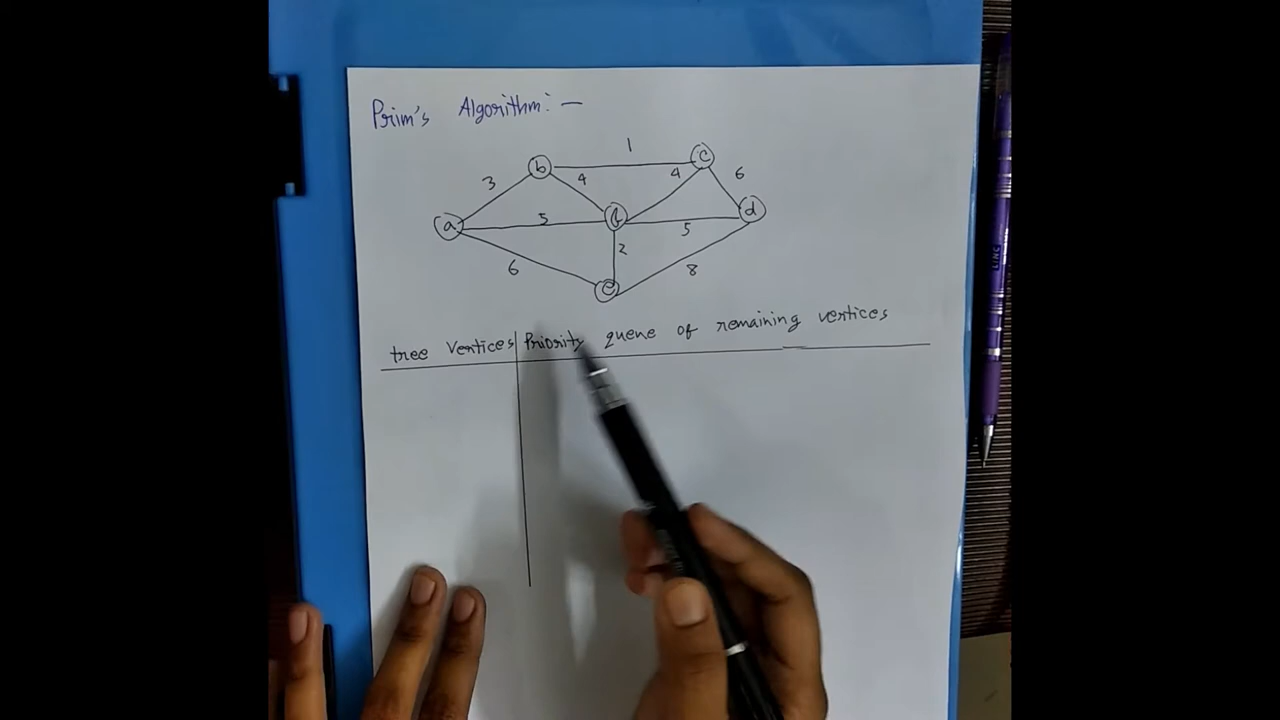 Prim's Algorithm:-
1
b c
3 4 4 6
a 5 f 5 d
2
6 8
e
tree vertices Priority queue of remaining vertices
LINC